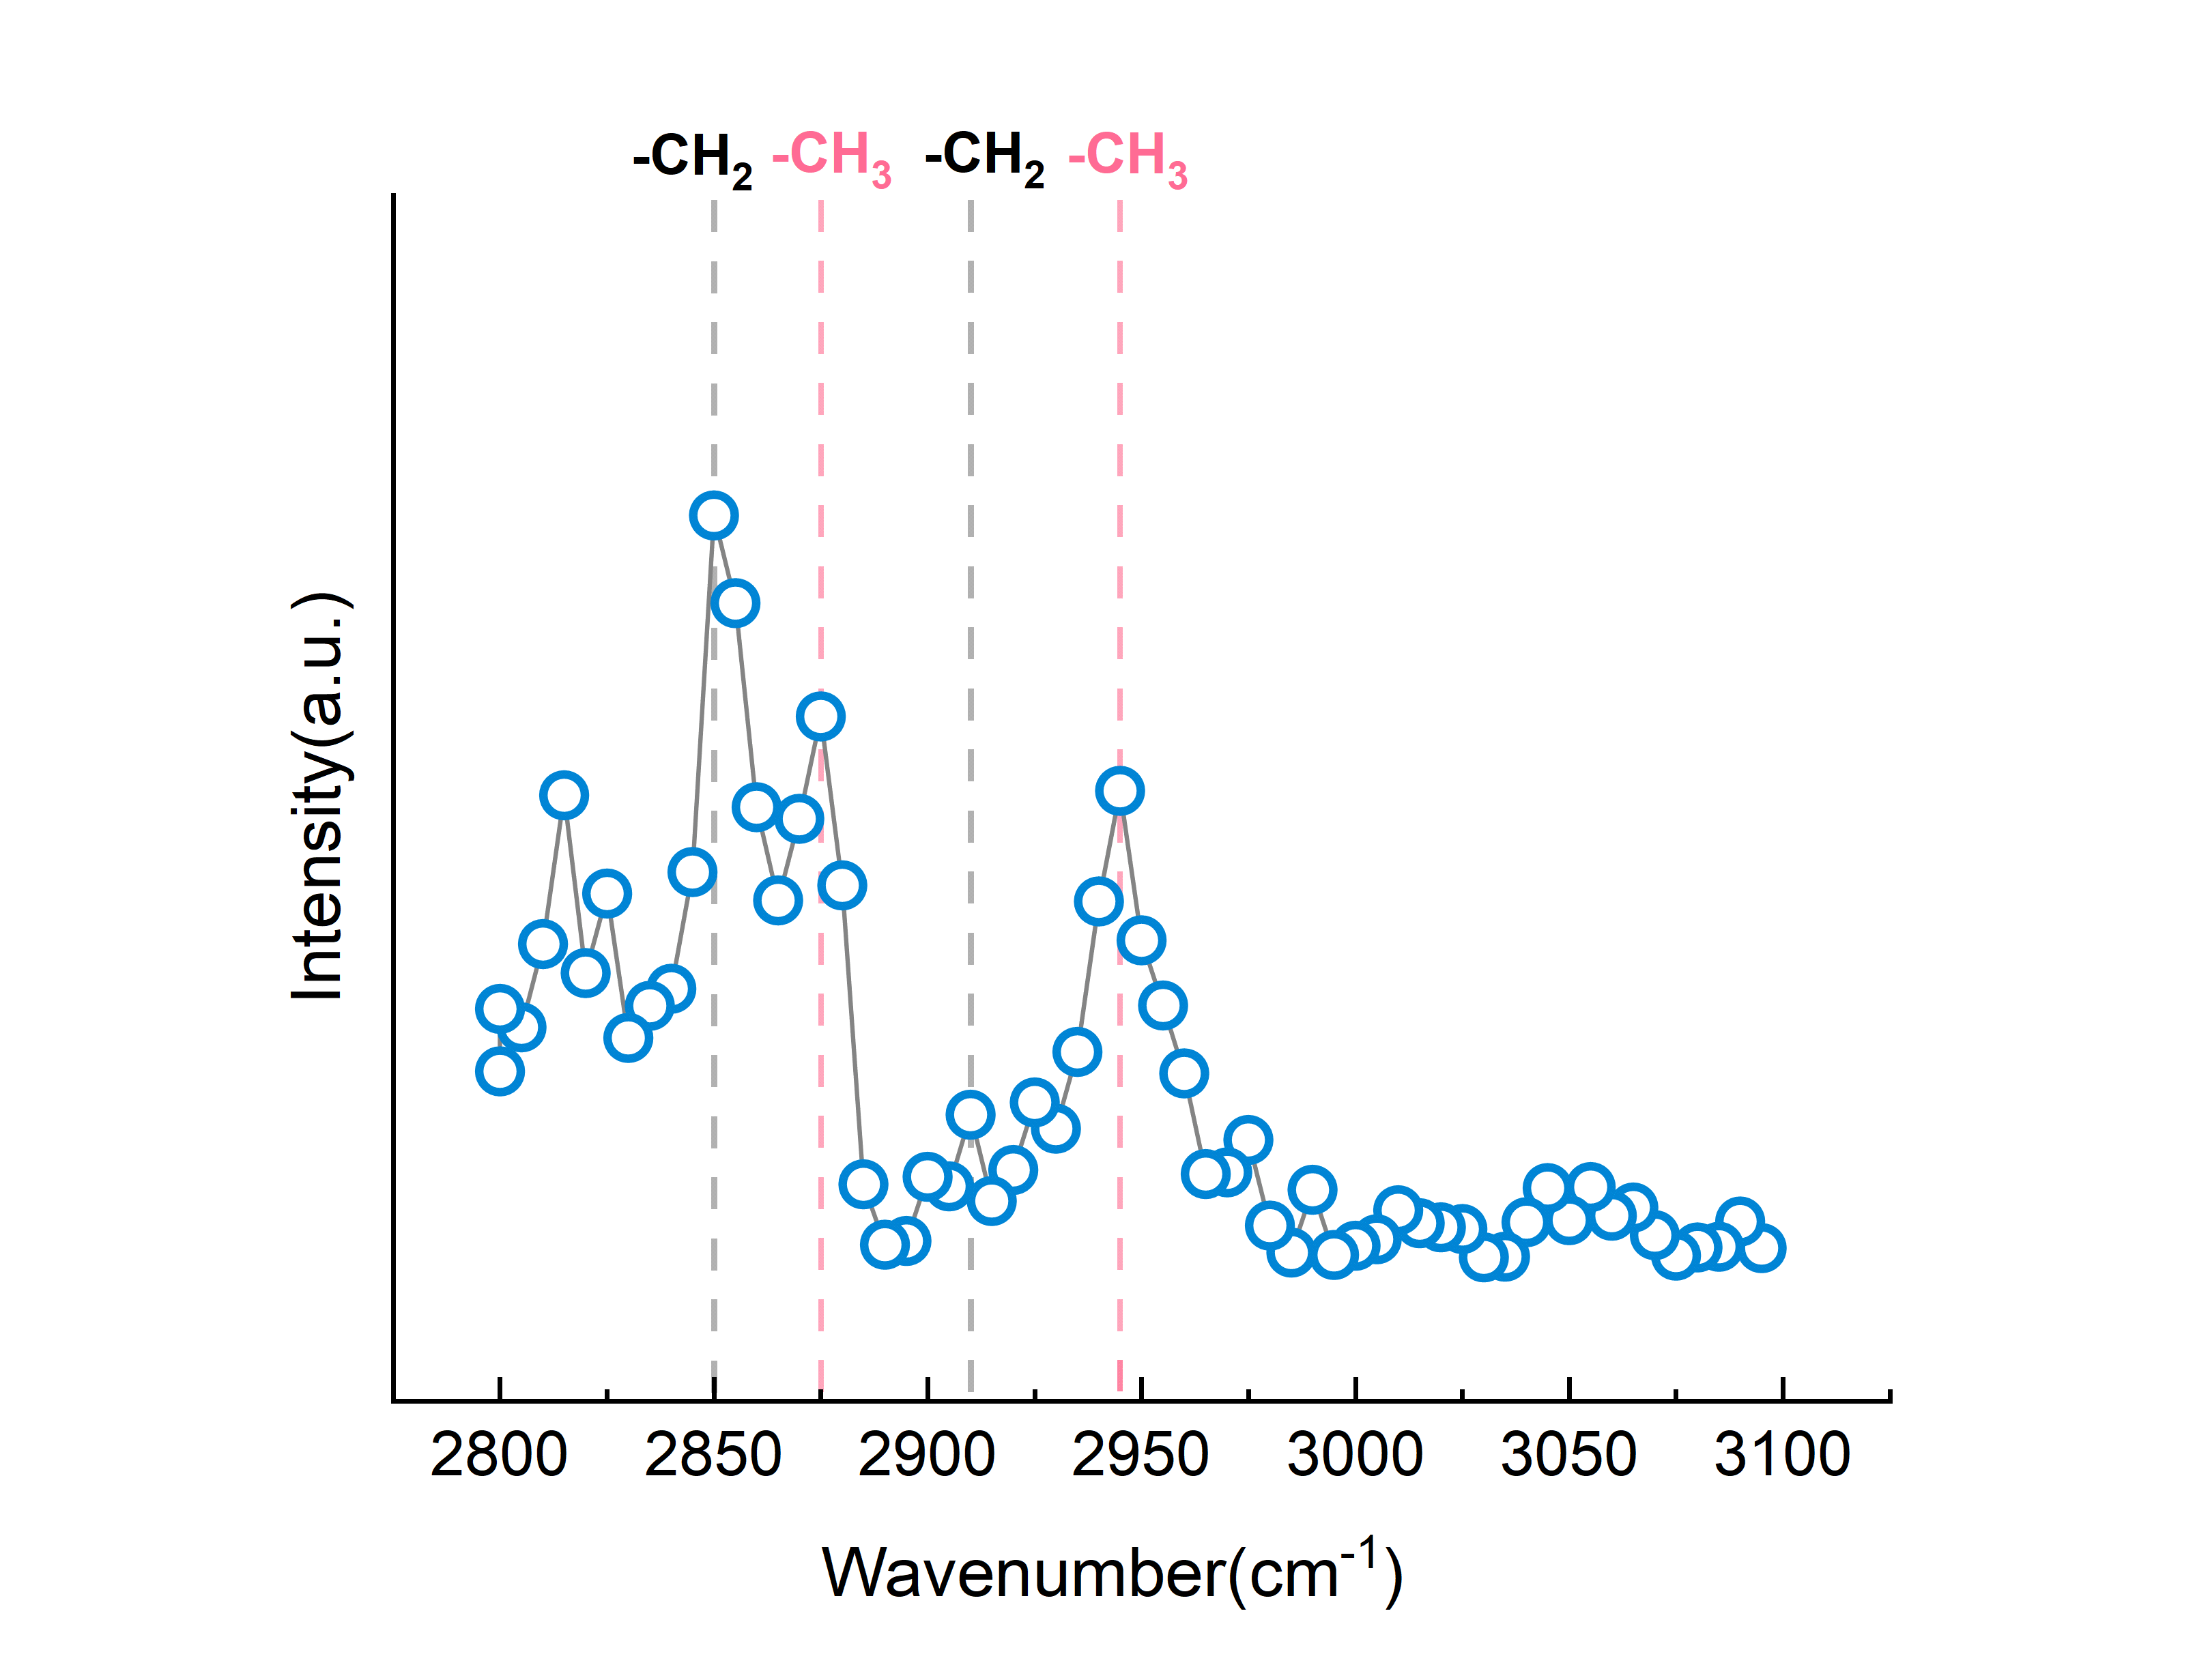 -CH₂ -CH₃ -CH₂ -CH₃
Intensity(a.u.)
2800 2850 2900 2950 3000 3050 3100
Wavenumber(cm⁻¹)